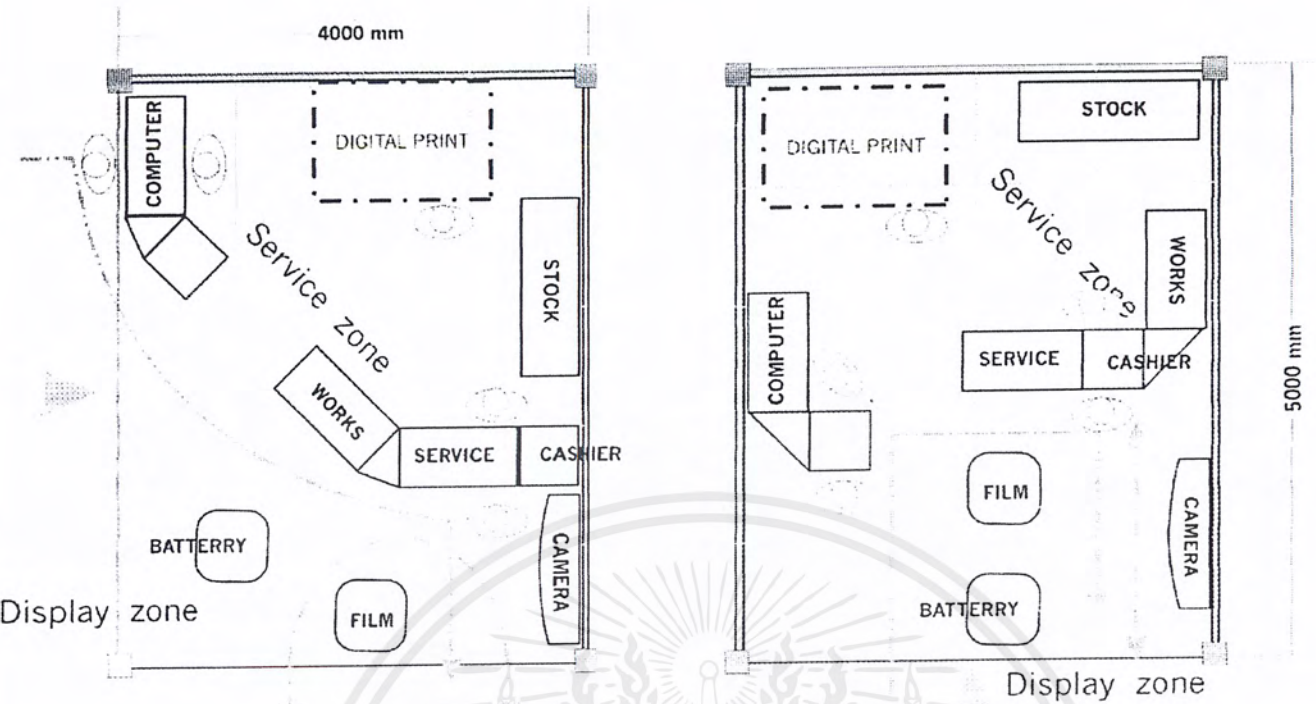 4000 mm
COMPUTER
DIGITAL PRINT
Service zone
STOCK
WORKS
SERVICE
CASHIER
BATTERRY
FILM
CAMERA
Display zone
DIGITAL PRINT
STOCK
Service zone
WORKS
COMPUTER
SERVICE
CASHIER
5000 mm
FILM
CAMERA
BATTERRY
Display zone